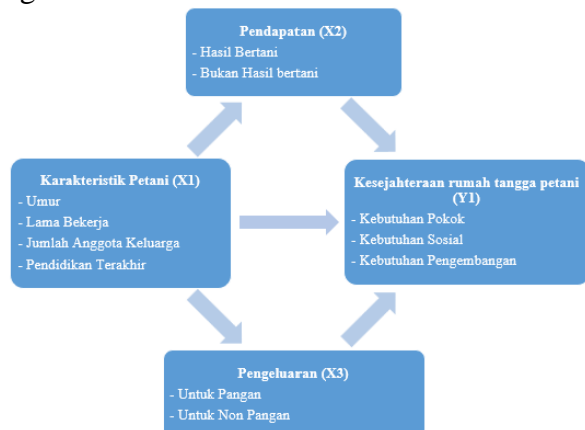 Pendapatan (X2)
- Hasil Bertani
- Bukan Hasil bertani
Karakteristik Petani (X1)
- Umur
- Lama Bekerja
- Jumlah Anggota Keluarga
- Pendidikan Terakhir
Kesejahteraan rumah tangga petani
(Y1)
- Kebutuhan Pokok
- Kebutuhan Sosial
- Kebutuhan Pengembangan
Pengeluaran (X3)
- Untuk Pangan
- Untuk Non Pangan